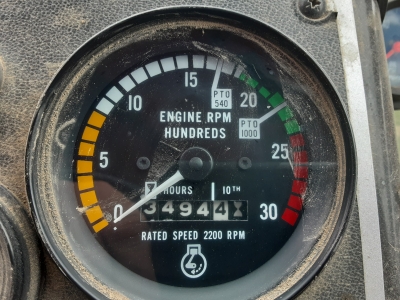 15
10
20
5
25
0
30
PTO
540
PTO
1000
ENGINE RPM
HUNDREDS
HOURS
10TH
34944
RATED SPEED 2200 RPM